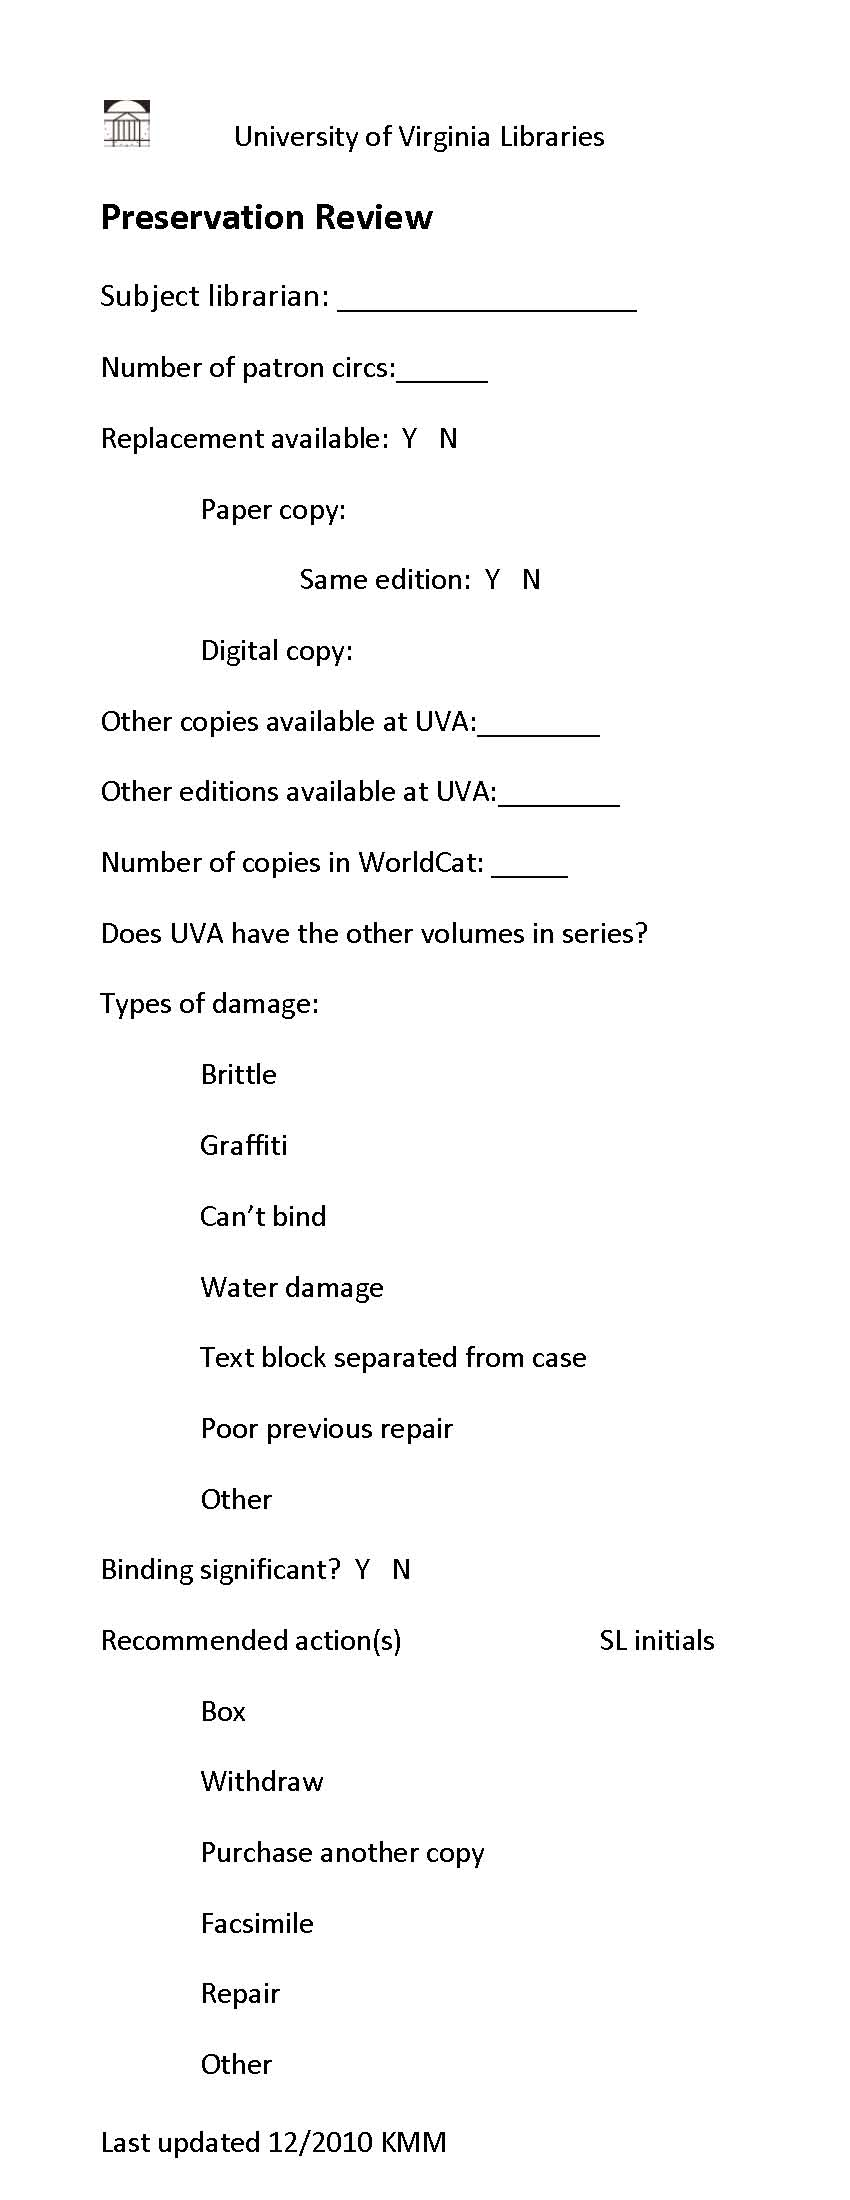 University of Virginia Libraries
Preservation Review
Subject librarian: ___________________
Number of patron circs:______
Replacement available:  Y   N
Paper copy:
Same edition:  Y   N
Digital copy:
Other copies available at UVA:________
Other editions available at UVA:________
Number of copies in WorldCat: _____
Does UVA have the other volumes in series?
Types of damage:
Brittle
Graffiti
Can’t bind
Water damage
Text block separated from case
Poor previous repair
Other
Binding significant?  Y   N
Recommended action(s) SL initials
Box
Withdraw
Purchase another copy
Facsimile
Repair
Other
Last updated 12/2010 KMM